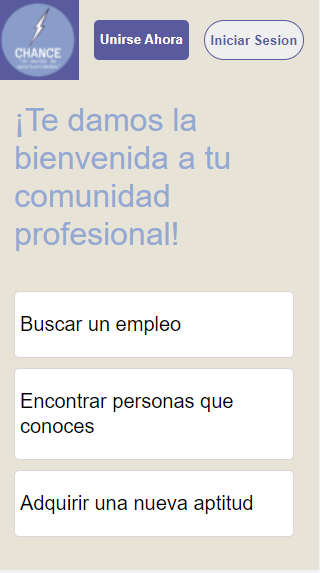 CHANCE
Unirse Ahora
Iniciar Sesion
¡Te damos la
bienvenida a tu
comunidad
profesional!
Buscar un empleo
Encontrar personas que
conoces
Adquirir una nueva aptitud